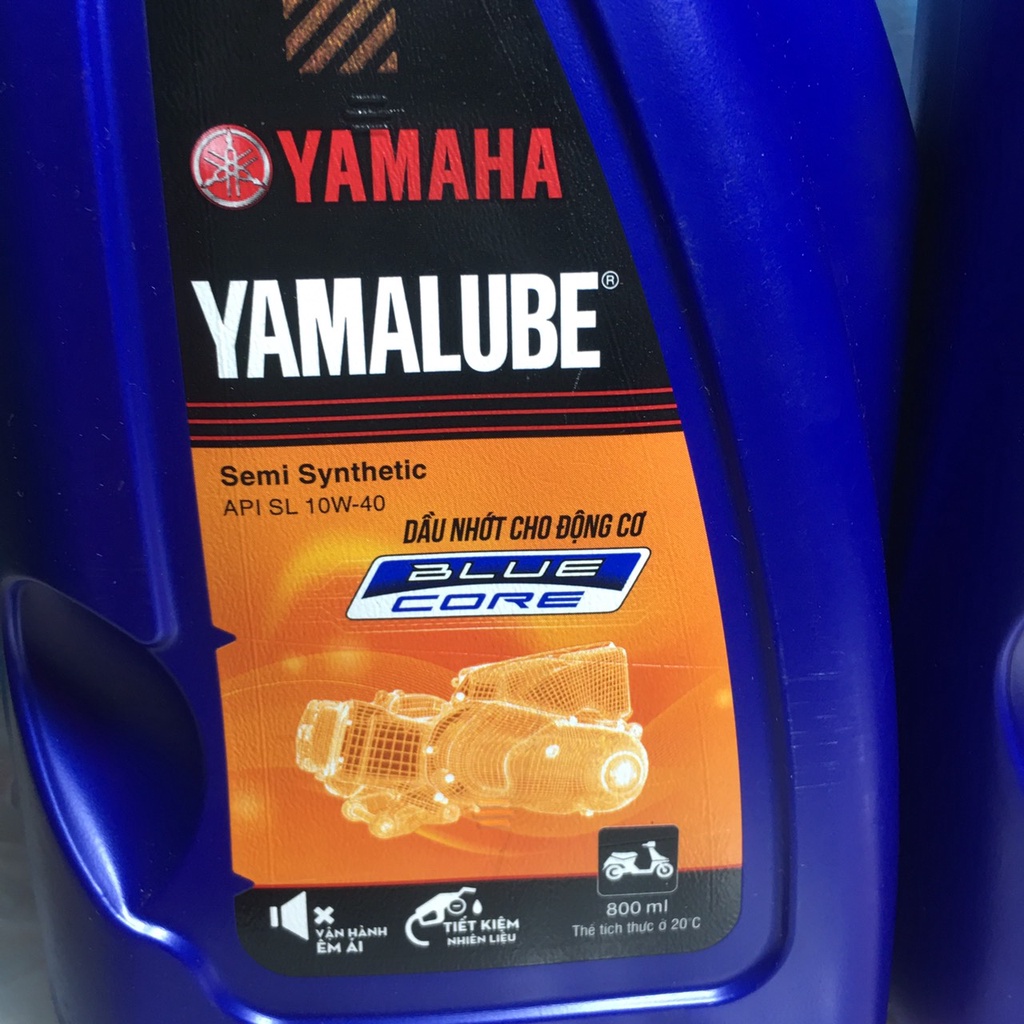 YAMAHA
YAMALUBE®
Semi Synthetic
API SL 10W-40
DẦU NHỚT CHO ĐỘNG CƠ
BLUE
CORE
VẬN HÀNH
ÊM ÁI
TIẾT KIỆM
NHIÊN LIỆU
800 ml
Thể tích thực ở 20°C